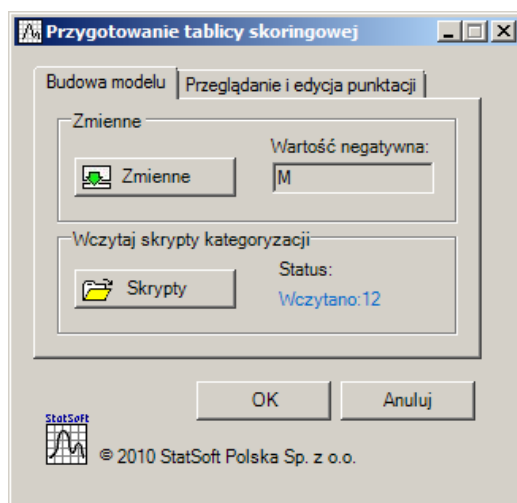 Przygotowanie tablicy skoringowej
Budowa modelu
Przeglądanie i edycja punktacji
Zmienne
Wartość negatywna:
Zmienne
M
Wczytaj skrypty kategoryzacji
Skrypty
Status:
Wczytano:12
OK
Anuluj
StatSoft
© 2010 StatSoft Polska Sp. z o.o.